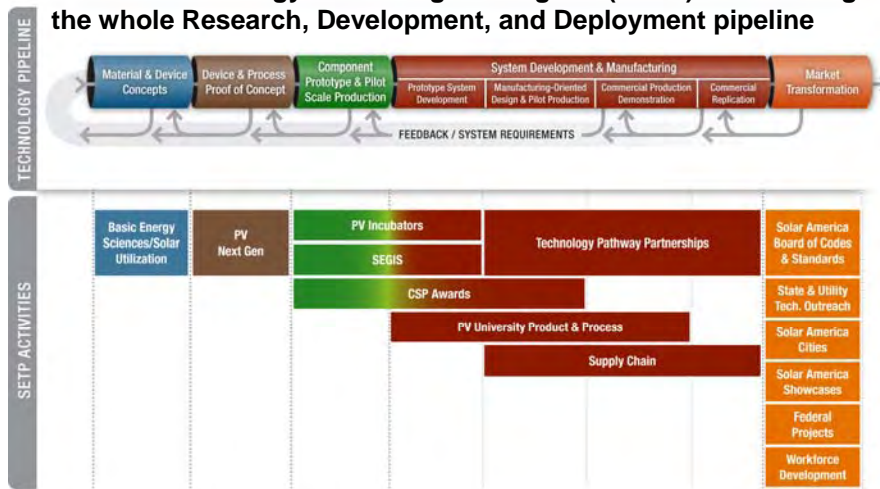 the whole Research, Development, and Deployment pipeline
TECHNOLOGY PIPELINE
Material & Device
Concepts
Device & Process
Proof of Concept
Component
Prototype & Pilot
Scale Production
System Development & Manufacturing
Prototype System
Development
Manufacturing-Oriented
Design & Pilot Production
Commercial Production
Demonstration
Commercial
Replication
Market
Transformation
FEEDBACK / SYSTEM REQUIREMENTS
SETP ACTIVITIES
Basic Energy
Sciences/Solar
Utilization
PV
Next Gen
PV Incubators
SEGIS
Technology Pathway Partnerships
CSP Awards
PV University Product & Process
Supply Chain
Solar America
Board of Codes
& Standards
State & Utility
Tech. Outreach
Solar America
Cities
Solar America
Showcases
Federal
Projects
Workforce
Development